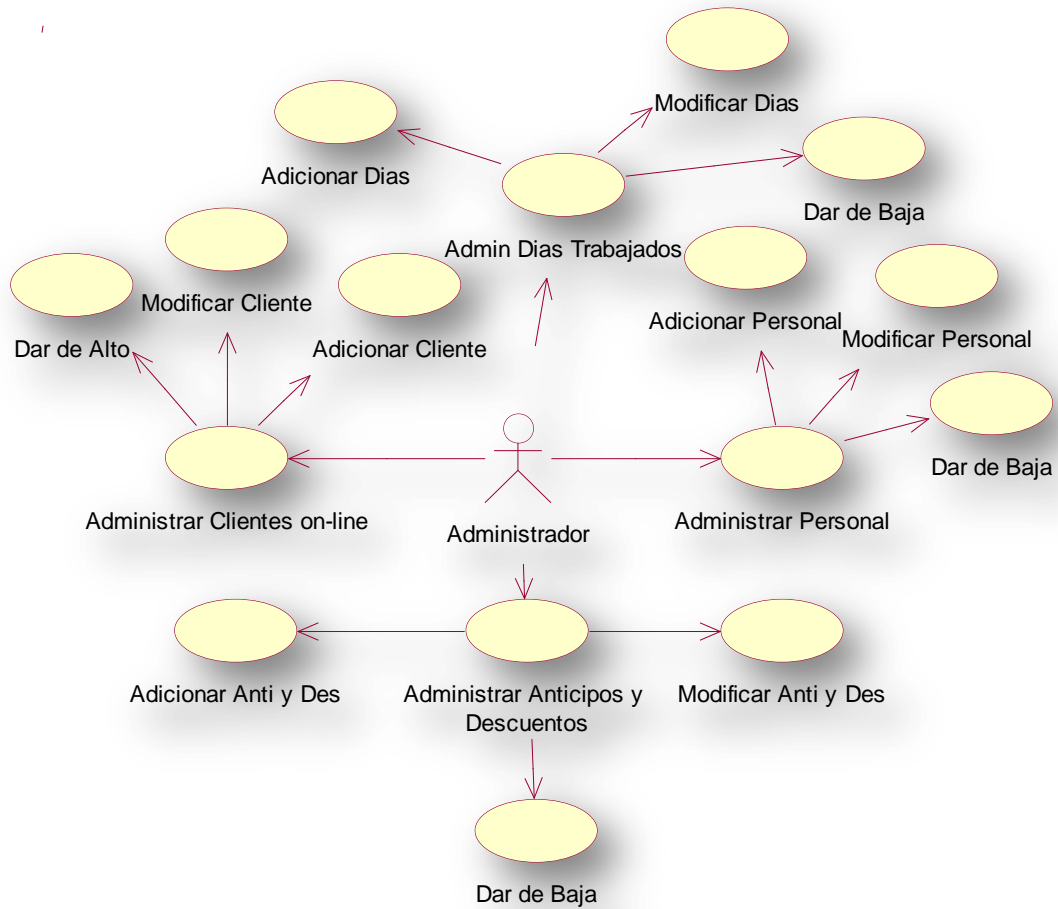 Modificar Dias
Adicionar Dias
Dar de Baja
Admin Dias Trabajados
Modificar Cliente
Adicionar Personal
Modificar Personal
Dar de Alto
Adicionar Cliente
Dar de Baja
Administrar Clientes on-line
Administrador
Administrar Personal
Adicionar Anti y Des
Administrar Anticipos y
Descuentos
Modificar Anti y Des
Dar de Baja